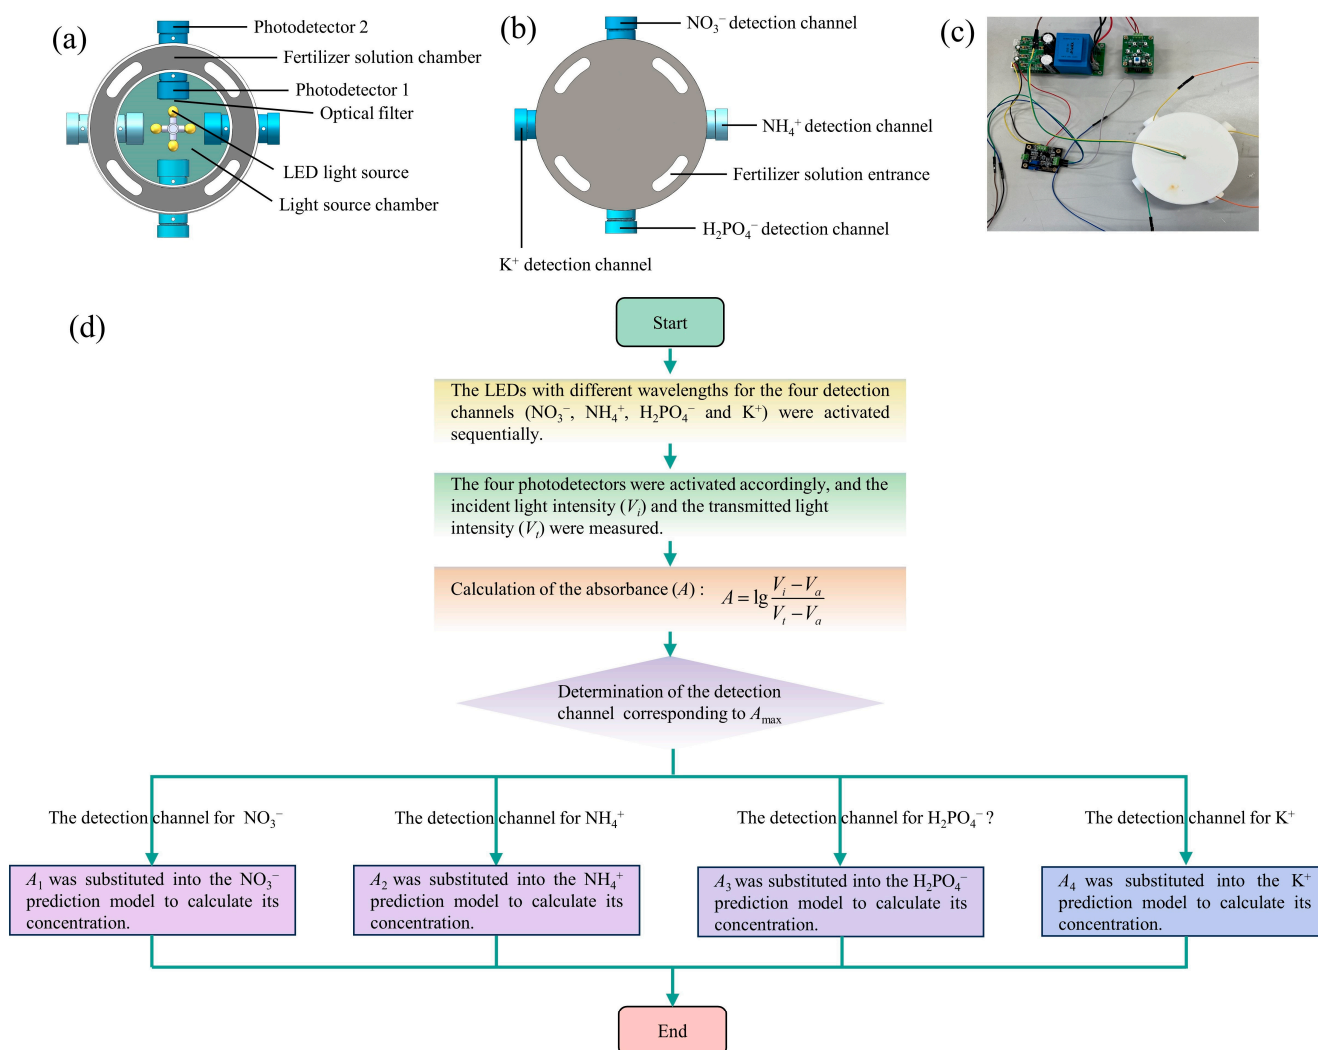 (a)
Photodetector 2
Fertilizer solution chamber
Photodetector 1
Optical filter
LED light source
Light source chamber
(b)
NO₃⁻ detection channel
NH₄⁺ detection channel
Fertilizer solution entrance
H₂PO₄⁻ detection channel
K⁺ detection channel
(c)
(d)
Start
The LEDs with different wavelengths for the four detection
channels (NO₃⁻, NH₄⁺, H₂PO₄⁻ and K⁺) were activated
sequentially.
The four photodetectors were activated accordingly, and the
incident light intensity (Vᵢ) and the transmitted light
intensity (Vₜ) were measured.
Calculation of the absorbance (A) : A = lg (Vᵢ − Vₐ) / (Vₜ − Vₐ)
Determination of the detection
channel corresponding to Aₘₐₓ
The detection channel for NO₃⁻
The detection channel for NH₄⁺
The detection channel for H₂PO₄⁻ ?
The detection channel for K⁺
A₁ was substituted into the NO₃⁻
prediction model to calculate its
concentration.
A₂ was substituted into the NH₄⁺
prediction model to calculate its
concentration.
A₃ was substituted into the H₂PO₄⁻
prediction model to calculate its
concentration.
A₄ was substituted into the K⁺
prediction model to calculate its
concentration.
End